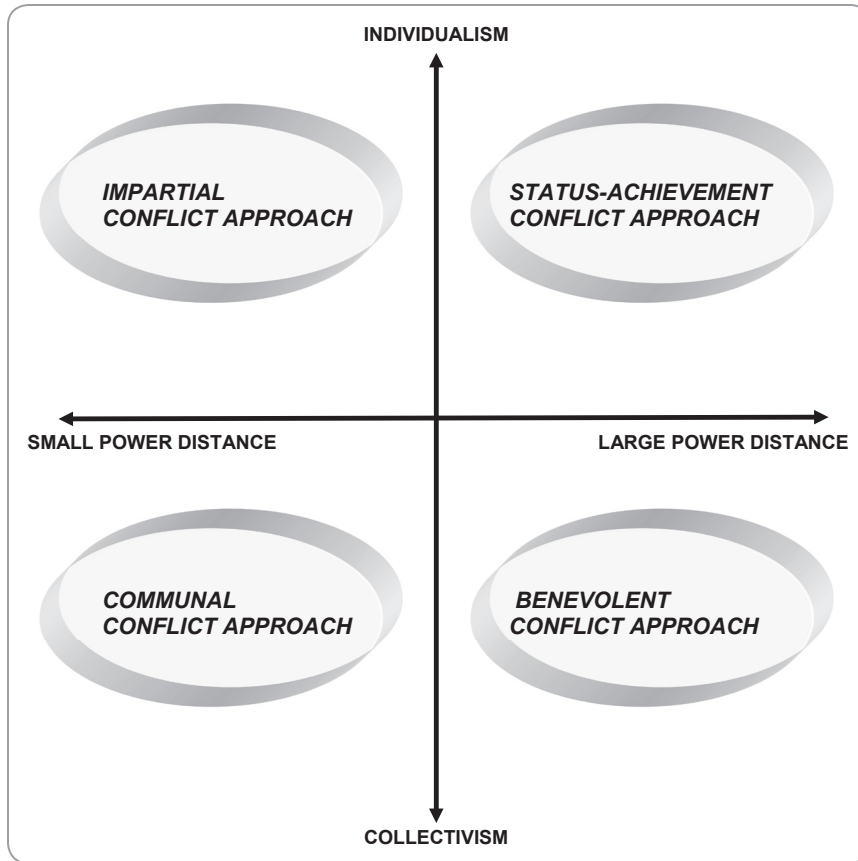 INDIVIDUALISM
IMPARTIAL
CONFLICT APPROACH
STATUS-ACHIEVEMENT
CONFLICT APPROACH
SMALL POWER DISTANCE
LARGE POWER DISTANCE
COMMUNAL
CONFLICT APPROACH
BENEVOLENT
CONFLICT APPROACH
COLLECTIVISM